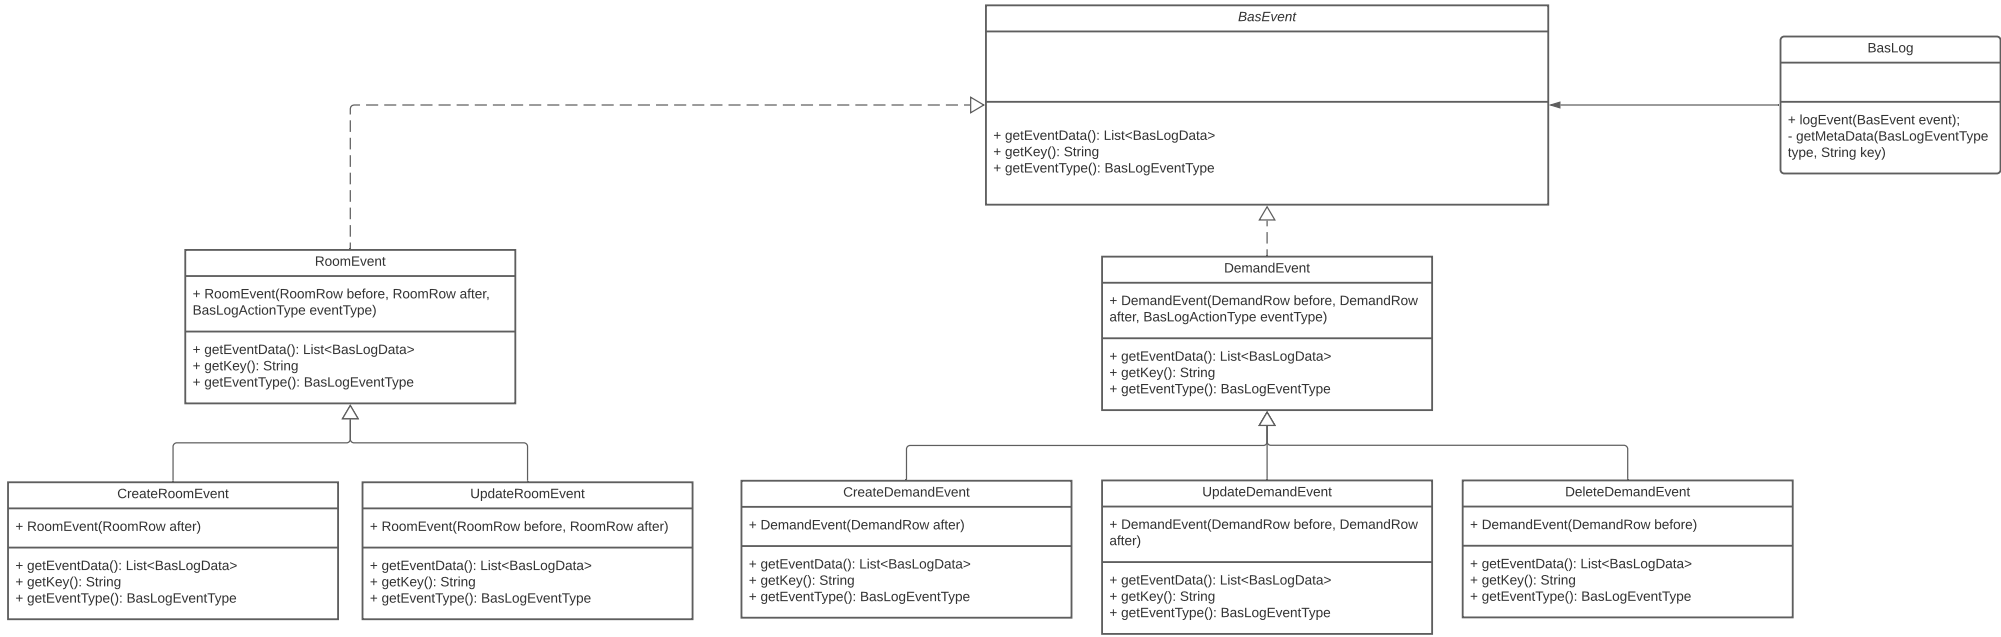 BasEvent
+ getEventData(): List<BasLogData>
+ getKey(): String
+ getEventType(): BasLogEventType
BasLog
+ logEvent(BasEvent event);
- getMetaData(BasLogEventType
type, String key)
RoomEvent
+ RoomEvent(RoomRow before, RoomRow after,
BasLogActionType eventType)
+ getEventData(): List<BasLogData>
+ getKey(): String
+ getEventType(): BasLogEventType
DemandEvent
+ DemandEvent(DemandRow before, DemandRow
after, BasLogActionType eventType)
+ getEventData(): List<BasLogData>
+ getKey(): String
+ getEventType(): BasLogEventType
CreateRoomEvent
+ RoomEvent(RoomRow after)
+ getEventData(): List<BasLogData>
+ getKey(): String
+ getEventType(): BasLogEventType
UpdateRoomEvent
+ RoomEvent(RoomRow before, RoomRow after)
+ getEventData(): List<BasLogData>
+ getKey(): String
+ getEventType(): BasLogEventType
CreateDemandEvent
+ DemandEvent(DemandRow after)
+ getEventData(): List<BasLogData>
+ getKey(): String
+ getEventType(): BasLogEventType
UpdateDemandEvent
+ DemandEvent(DemandRow before, DemandRow
after)
+ getEventData(): List<BasLogData>
+ getKey(): String
+ getEventType(): BasLogEventType
DeleteDemandEvent
+ DemandEvent(DemandRow before)
+ getEventData(): List<BasLogData>
+ getKey(): String
+ getEventType(): BasLogEventType